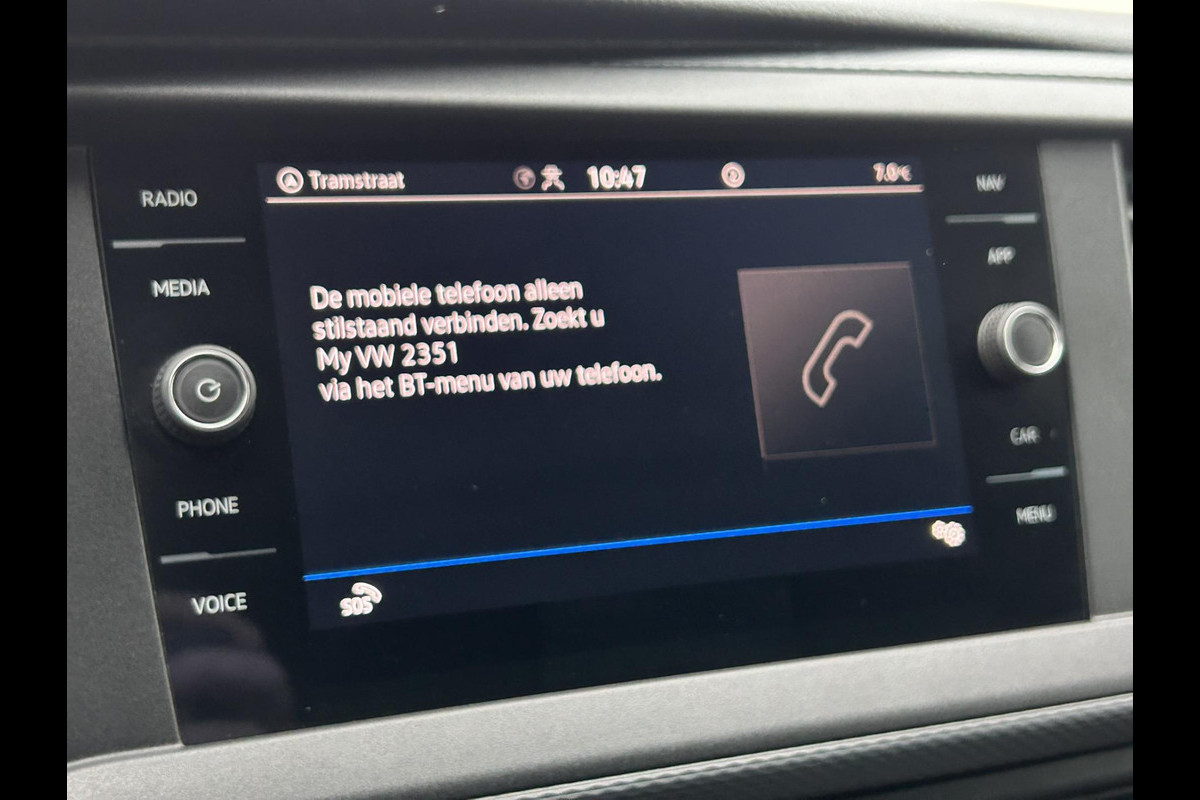 Tramstraat
10:47
7.0°C
RADIO
MEDIA
PHONE
VOICE
De mobiele telefoon alleen
stilstaand verbinden. Zoekt u
My VW 2351
via het BT-menu van uw telefoon.
SOS
NAV
APP
CAR
MENU